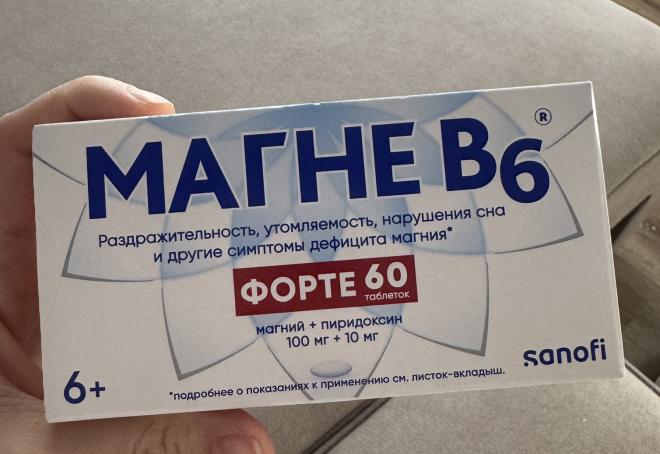 МАГНЕ В6®
Раздражительность, утомляемость, нарушения сна
и другие симптомы дефицита магния*
ФОРТЕ 60
таблеток
магний + пиридоксин
100 мг + 10 мг
sanofi
6+
*подробнее о показаниях к применению см. листок-вкладыш.